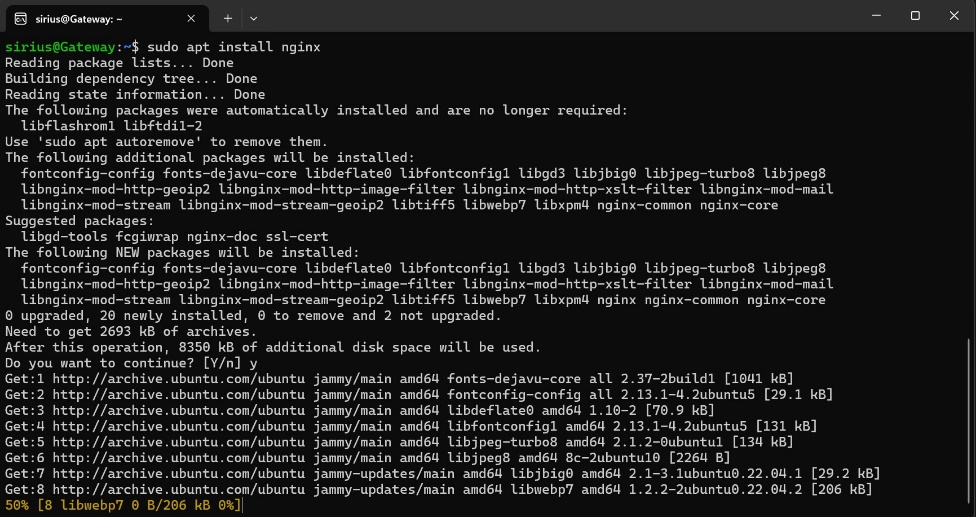 sirius@Gateway: ~
sirius@Gateway:~$ sudo apt install nginx
Reading package lists... Done
Building dependency tree... Done
Reading state information... Done
The following packages were automatically installed and are no longer required:
  libflashrom1 libftdi1-2
Use 'sudo apt autoremove' to remove them.
The following additional packages will be installed:
  fontconfig-config fonts-dejavu-core libdeflate0 libfontconfig1 libgd3 libjbig0 libjpeg-turbo8 libjpeg8
  libnginx-mod-http-geoip2 libnginx-mod-http-image-filter libnginx-mod-http-xslt-filter libnginx-mod-mail
  libnginx-mod-stream libnginx-mod-stream-geoip2 libtiff5 libwebp7 libxpm4 nginx-common nginx-core
Suggested packages:
  libgd-tools fcgiwrap nginx-doc ssl-cert
The following NEW packages will be installed:
  fontconfig-config fonts-dejavu-core libdeflate0 libfontconfig1 libgd3 libjbig0 libjpeg-turbo8 libjpeg8
  libnginx-mod-http-geoip2 libnginx-mod-http-image-filter libnginx-mod-http-xslt-filter libnginx-mod-mail
  libnginx-mod-stream libnginx-mod-stream-geoip2 libtiff5 libwebp7 libxpm4 nginx nginx-common nginx-core
0 upgraded, 20 newly installed, 0 to remove and 2 not upgraded.
Need to get 2693 kB of archives.
After this operation, 8350 kB of additional disk space will be used.
Do you want to continue? [Y/n] y
Get:1 http://archive.ubuntu.com/ubuntu jammy/main amd64 fonts-dejavu-core all 2.37-2build1 [1041 kB]
Get:2 http://archive.ubuntu.com/ubuntu jammy/main amd64 fontconfig-config all 2.13.1-4.2ubuntu5 [29.1 kB]
Get:3 http://archive.ubuntu.com/ubuntu jammy/main amd64 libdeflate0 amd64 1.10-2 [70.9 kB]
Get:4 http://archive.ubuntu.com/ubuntu jammy/main amd64 libfontconfig1 amd64 2.13.1-4.2ubuntu5 [131 kB]
Get:5 http://archive.ubuntu.com/ubuntu jammy/main amd64 libjpeg-turbo8 amd64 2.1.2-0ubuntu1 [134 kB]
Get:6 http://archive.ubuntu.com/ubuntu jammy/main amd64 libjpeg8 amd64 8c-2ubuntu10 [2264 B]
Get:7 http://archive.ubuntu.com/ubuntu jammy-updates/main amd64 libjbig0 amd64 2.1-3.1ubuntu0.22.04.1 [29.2 kB]
Get:8 http://archive.ubuntu.com/ubuntu jammy-updates/main amd64 libwebp7 amd64 1.2.2-2ubuntu0.22.04.2 [206 kB]
50% [8 libwebp7 0 B/206 kB 0%]